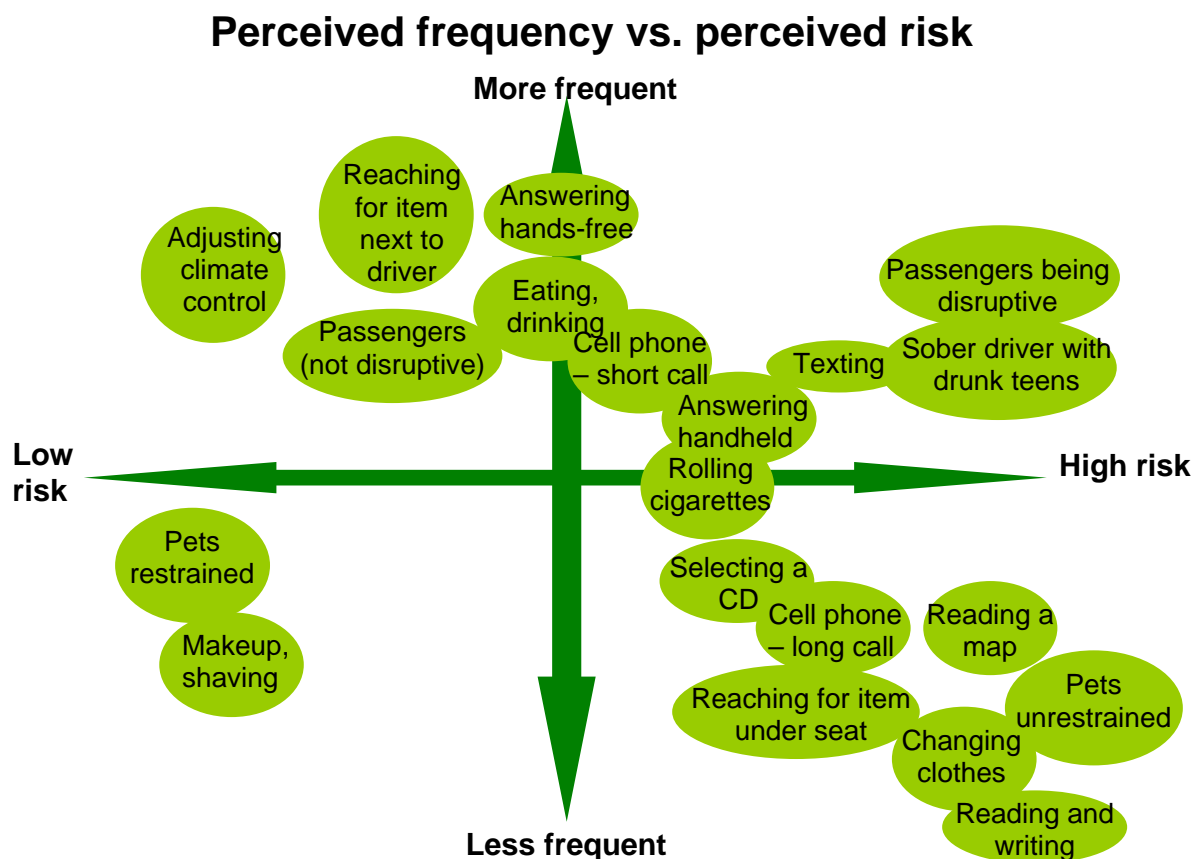 Perceived frequency vs. perceived risk
More frequent
Reaching
for item
next to
driver
Answering
hands-free
Adjusting
climate
control
Passengers being
disruptive
Eating,
drinking
Passengers
(not disruptive)
Cell phone
– short call
Texting
Sober driver with
drunk teens
Answering
handheld
Low
risk
High risk
Rolling
cigarettes
Pets
restrained
Selecting a
CD
Makeup,
shaving
Cell phone
– long call
Reading a
map
Reaching for item
under seat
Pets
unrestrained
Changing
clothes
Reading and
writing
Less frequent